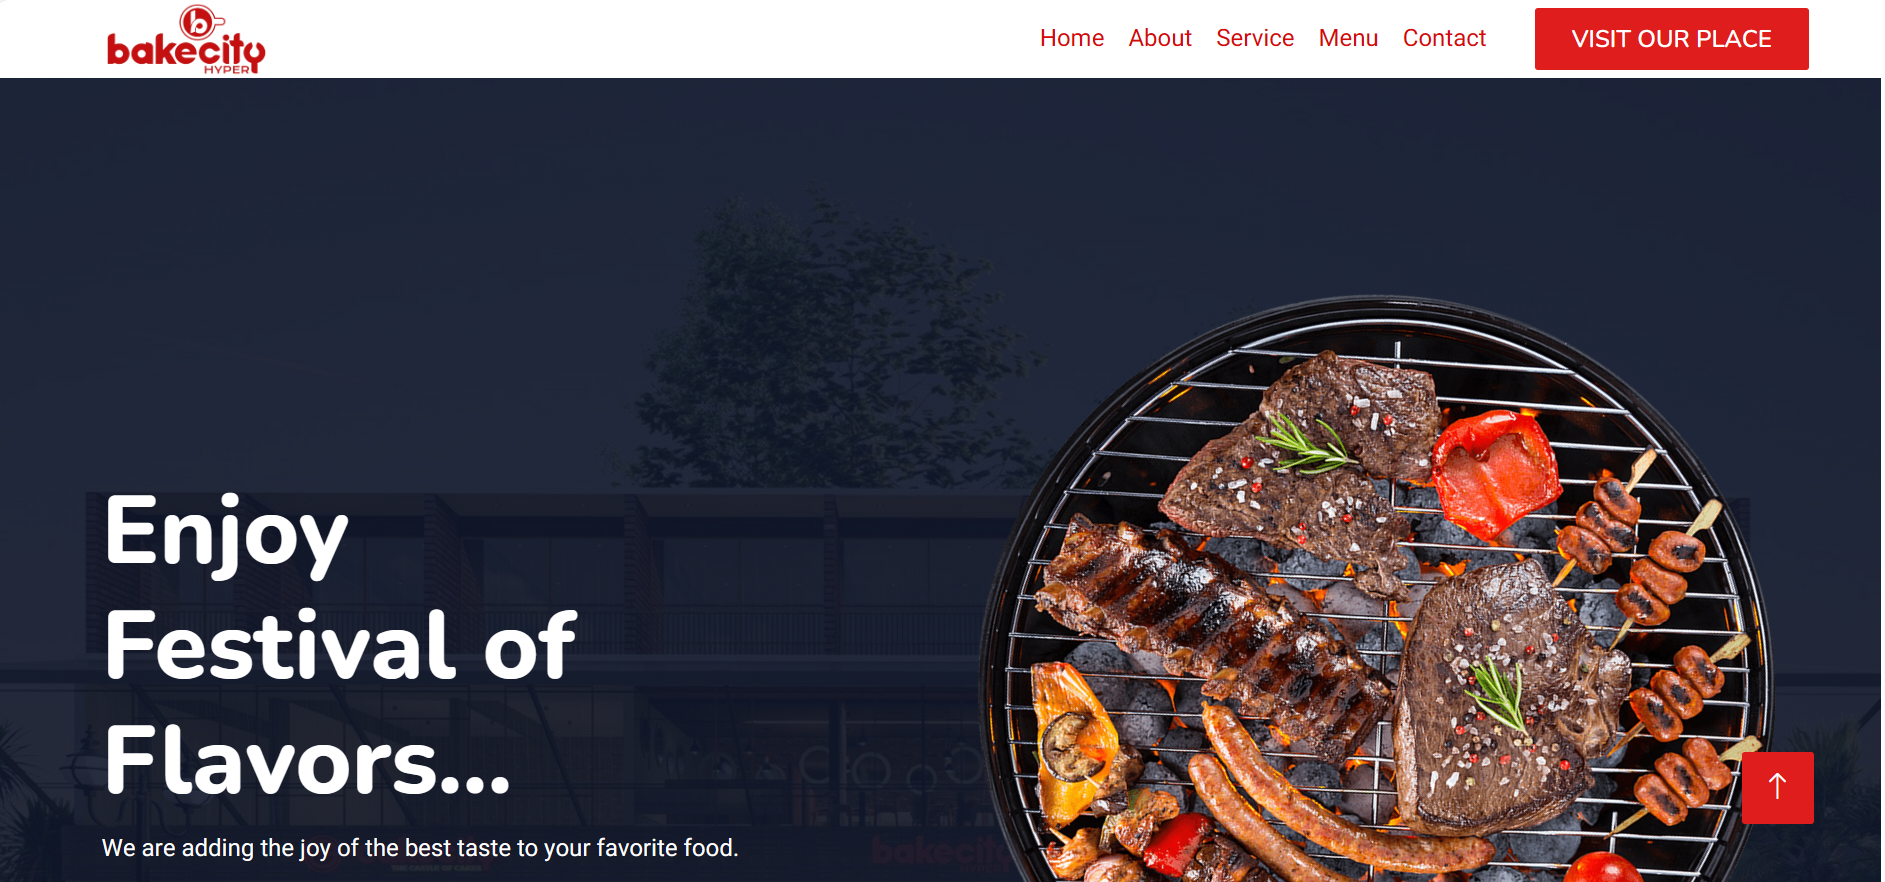 bakecity
HYPER
Home About Service Menu Contact VISIT OUR PLACE
Enjoy
Festival of
Flavors...
We are adding the joy of the best taste to your favorite food.
bakecity